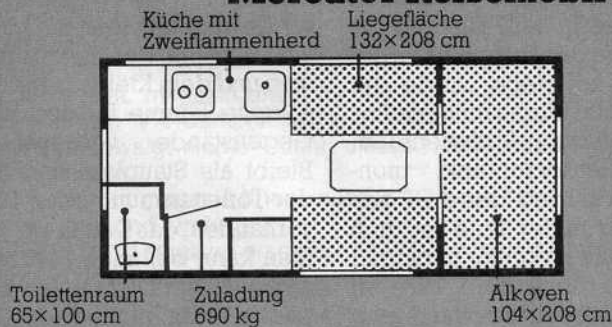 Küche mit
Zweiflammenherd
Liegefläche
132×208 cm
Toilettenraum
65×100 cm
Zuladung
690 kg
Alkoven
104×208 cm